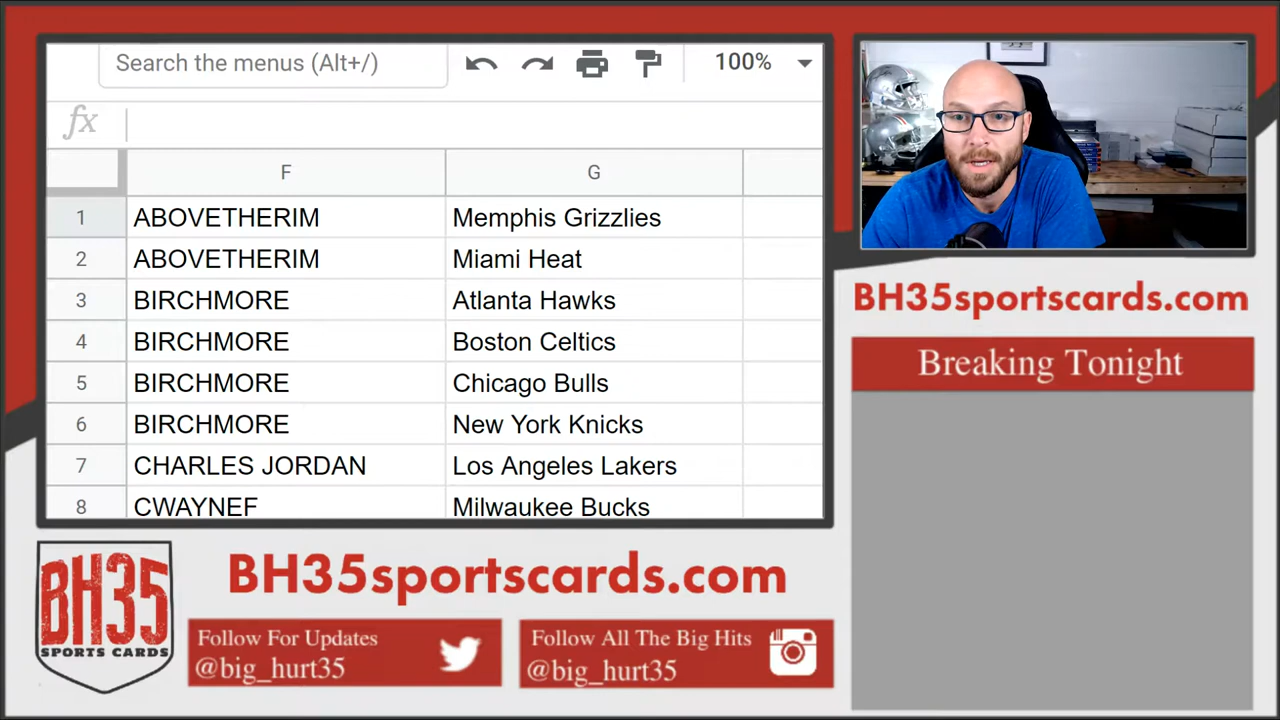 Search the menus (Alt+/)
100%
fx
F G
1 ABOVETHERIM Memphis Grizzlies
2 ABOVETHERIM Miami Heat
3 BIRCHMORE Atlanta Hawks
4 BIRCHMORE Boston Celtics
5 BIRCHMORE Chicago Bulls
6 BIRCHMORE New York Knicks
7 CHARLES JORDAN Los Angeles Lakers
8 CWAYNEF Milwaukee Bucks
BH35sportscards.com
Breaking Tonight
BH35
SPORTS CARDS
BH35sportscards.com
Follow For Updates
@big_hurt35
Follow All The Big Hits
@big_hurt35